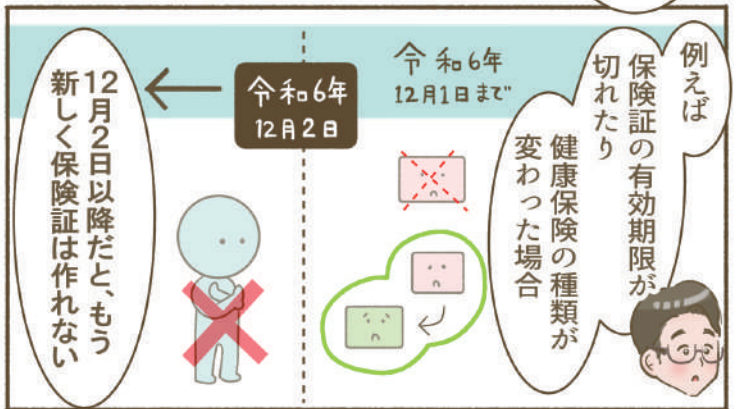 例えば
保険証の有効期限が
切れたり
健康保険の種類が
変わった場合
令和6年
12月1日まで
令和6年
12月2日
12月2日以降だと、もう
新しく保険証は作れない